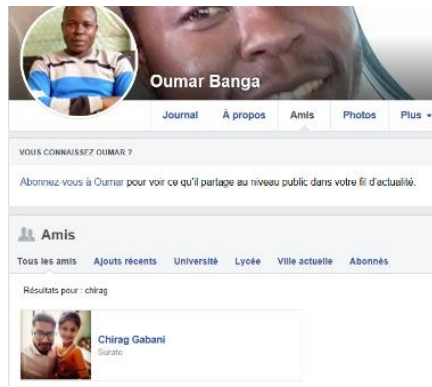 Oumar Banga
Journal À propos Amis Photos Plus
VOUS CONNAISSEZ OUMAR ?
Abonnez-vous à Oumar pour voir ce qu'il partage au niveau public dans votre fil d'actualité.
Amis
Tous les amis Ajouts récents Université Lycée Ville actuelle Abonnés
Résultats pour : chirag
Chirag Gabani
Surate